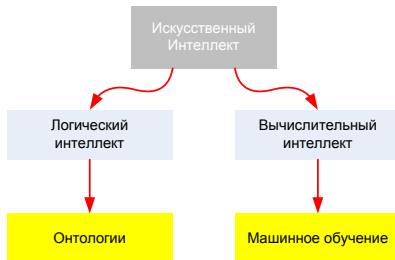 Искусственный
Интеллект
Логический
интеллект
Вычислительный
интеллект
Онтологии
Машинное обучение